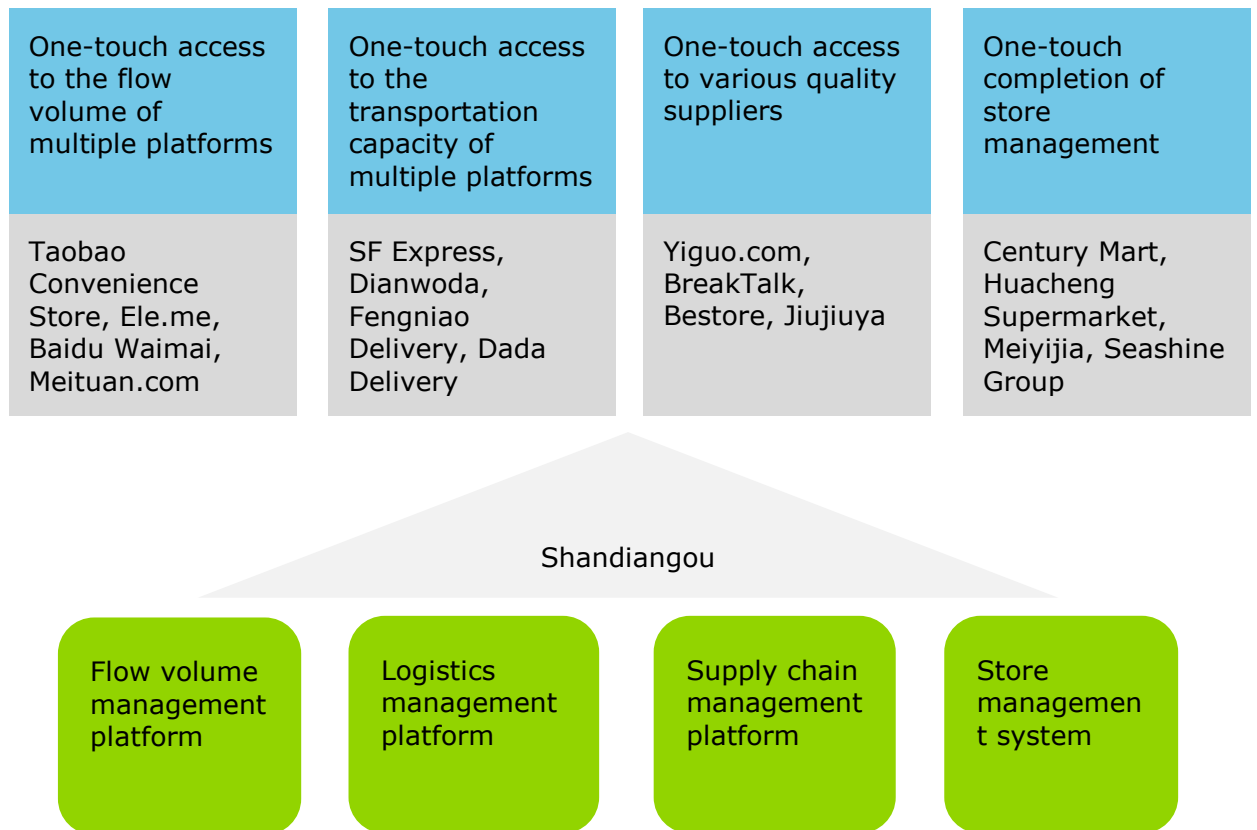 One-touch access
to the flow
volume of
multiple platforms
One-touch access
to the
transportation
capacity of
multiple platforms
One-touch access
to various quality
suppliers
One-touch
completion of
store
management
Taobao
Convenience
Store, Ele.me,
Baidu Waimai,
Meituan.com
SF Express,
Dianwoda,
Fengniao
Delivery, Dada
Delivery
Yiguo.com,
BreakTalk,
Bestore, Jiujiuya
Century Mart,
Huacheng
Supermarket,
Meiyijia, Seashine
Group
Shandiangou
Flow volume
management
platform
Logistics
management
platform
Supply chain
management
platform
Store
managemen
t system